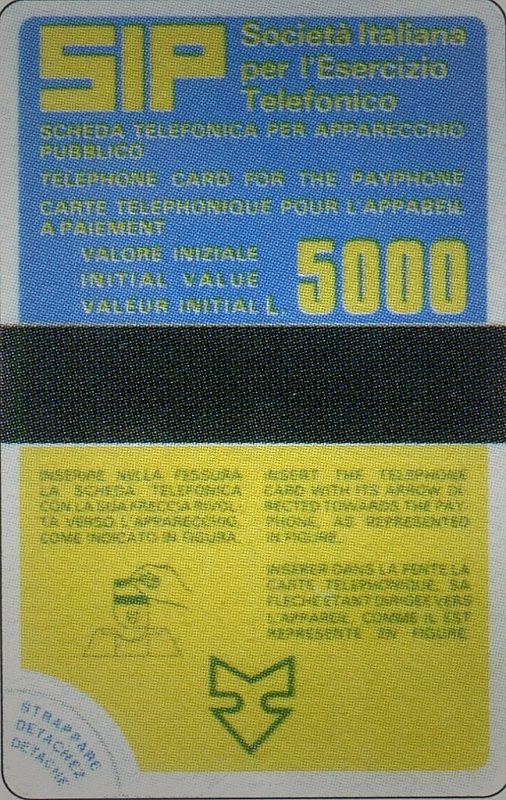 SIP Società Italiana
per l'Esercizio
Telefonico
SCHEDA TELEFONICA PER APPARECCHIO
PUBBLICO
TELEPHONE CARD FOR THE PAYPHONE
CARTE TELEPHONIQUE POUR L'APPAREIL
A PAIEMENT
VALORE INIZIALE
INITIAL VALUE
VALEUR INITIAL L. 5000
INSERIRE NELLA FESSURA
LA SCHEDA TELEFONICA
CON LA SUA FRECCIA RIVOL-
TA VERSO L'APPARECCHIO,
COME INDICATO IN FIGURA.
INSERT THE TELEPHONE
CARD WITH ITS ARROW DI-
RECTED TOWARDS THE PAY-
PHONE, AS REPRESENTED
IN FIGURE.
INSERER DANS LA FENTE LA
CARTE TELEPHONIQUE, SA
FLECHE ETANT DIRIGEE VERS
L'APPAREIL, COMME IL EST
REPRESENTE EN FIGURE.
STRAPPARE
DETACHEZ
DETACHE